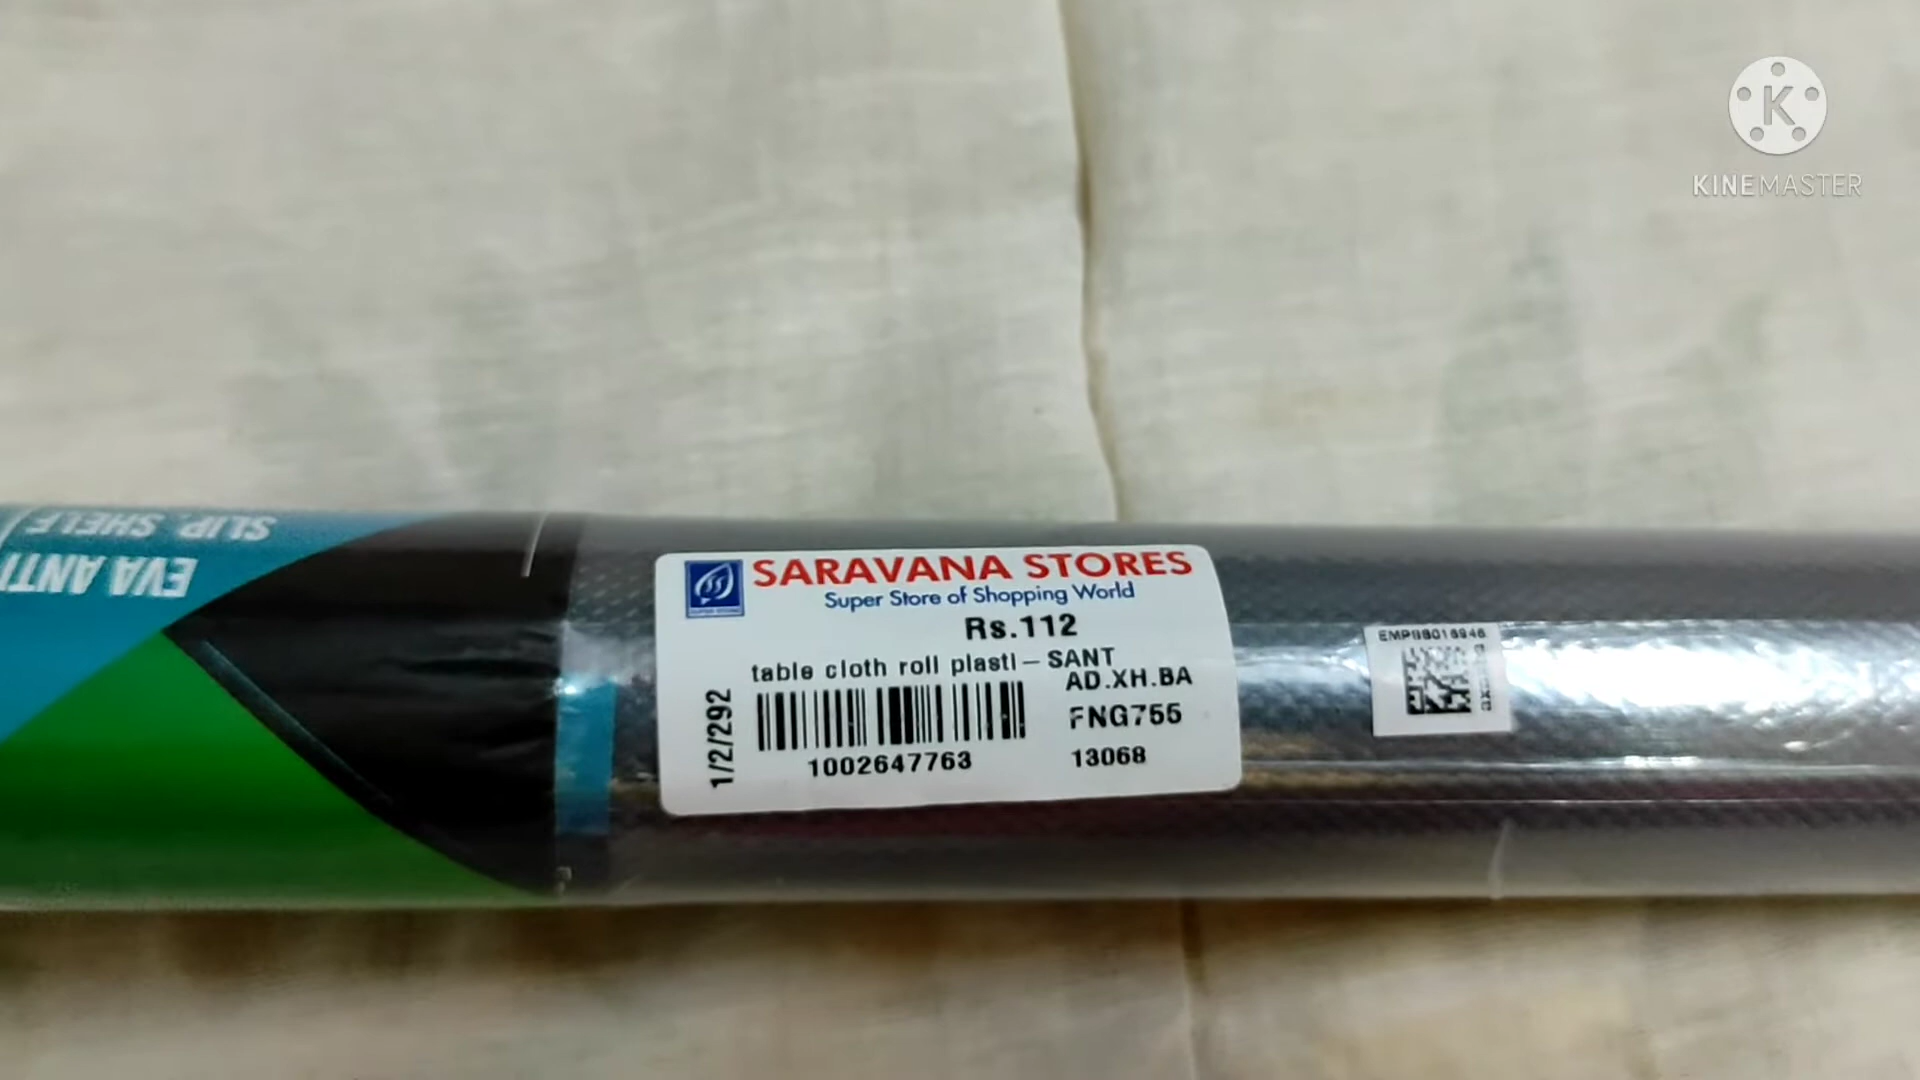 KINEMASTER
EVA ANTI
SLIP, SHELF
SARAVANA STORES
Super Store of Shopping World
Rs.112
table cloth roll plasti-SANT
AD.XH.BA
FNG755
13068
1002647763
1/2/292